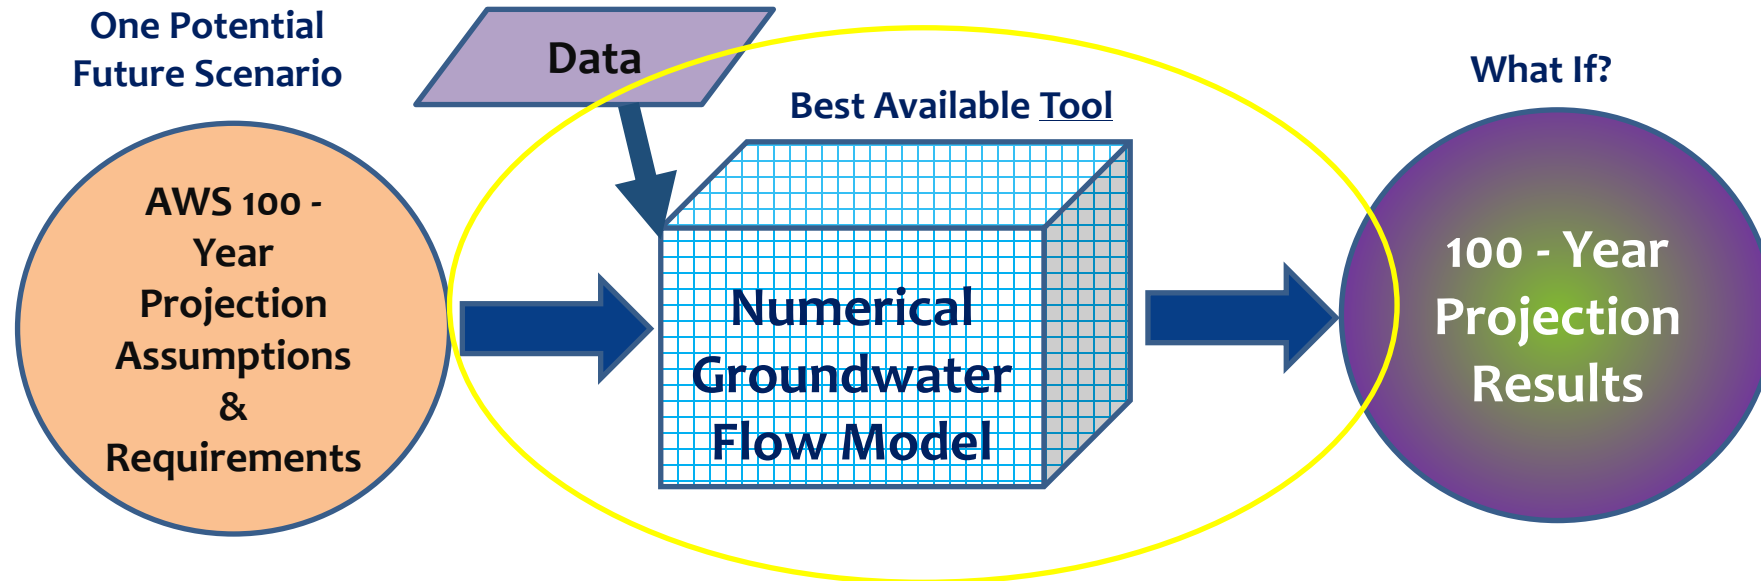 One Potential
Future Scenario
AWS 100 -
Year
Projection
Assumptions
&
Requirements
Data
Best Available Tool
Numerical
Groundwater
Flow Model
What If?
100 - Year
Projection
Results